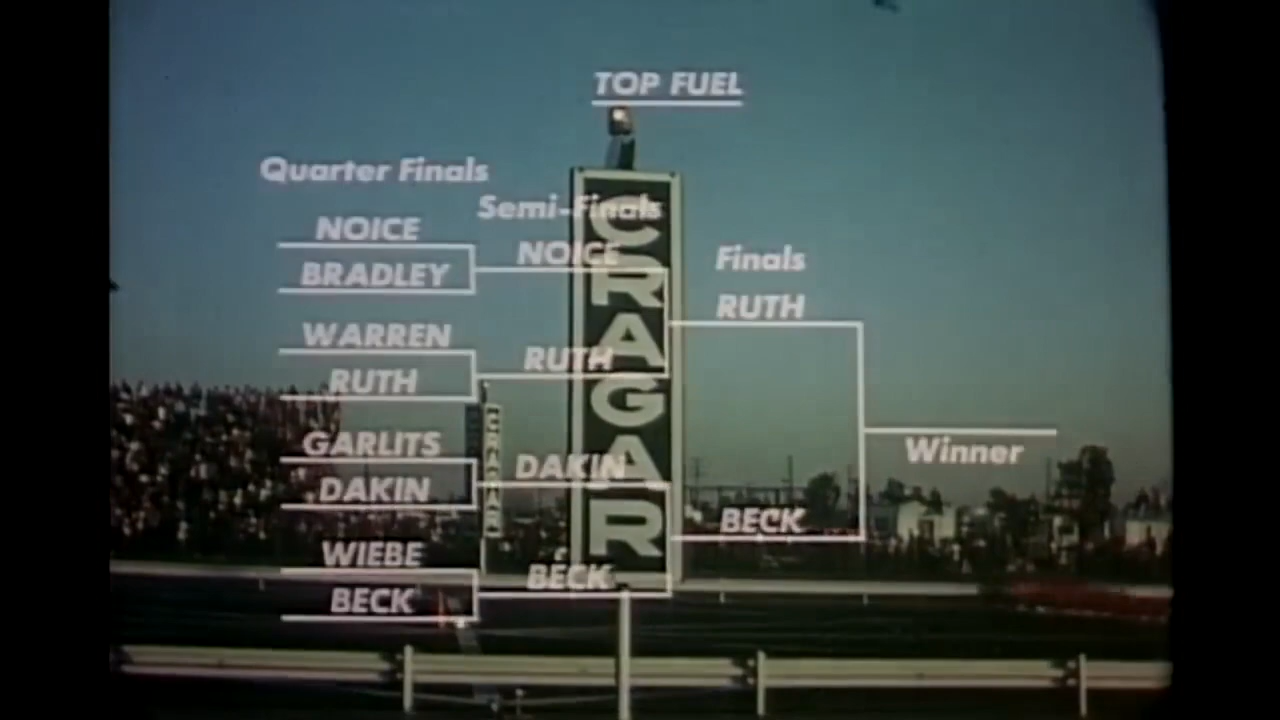 TOP FUEL
Quarter Finals
Semi-Finals
Finals
NOICE
BRADLEY
WARREN
RUTH
GARLITS
DAKIN
WIEBE
BECK
NOICE
RUTH
DAKIN
BECK
RUTH
BECK
Winner
CRAGAR
CRAGAR